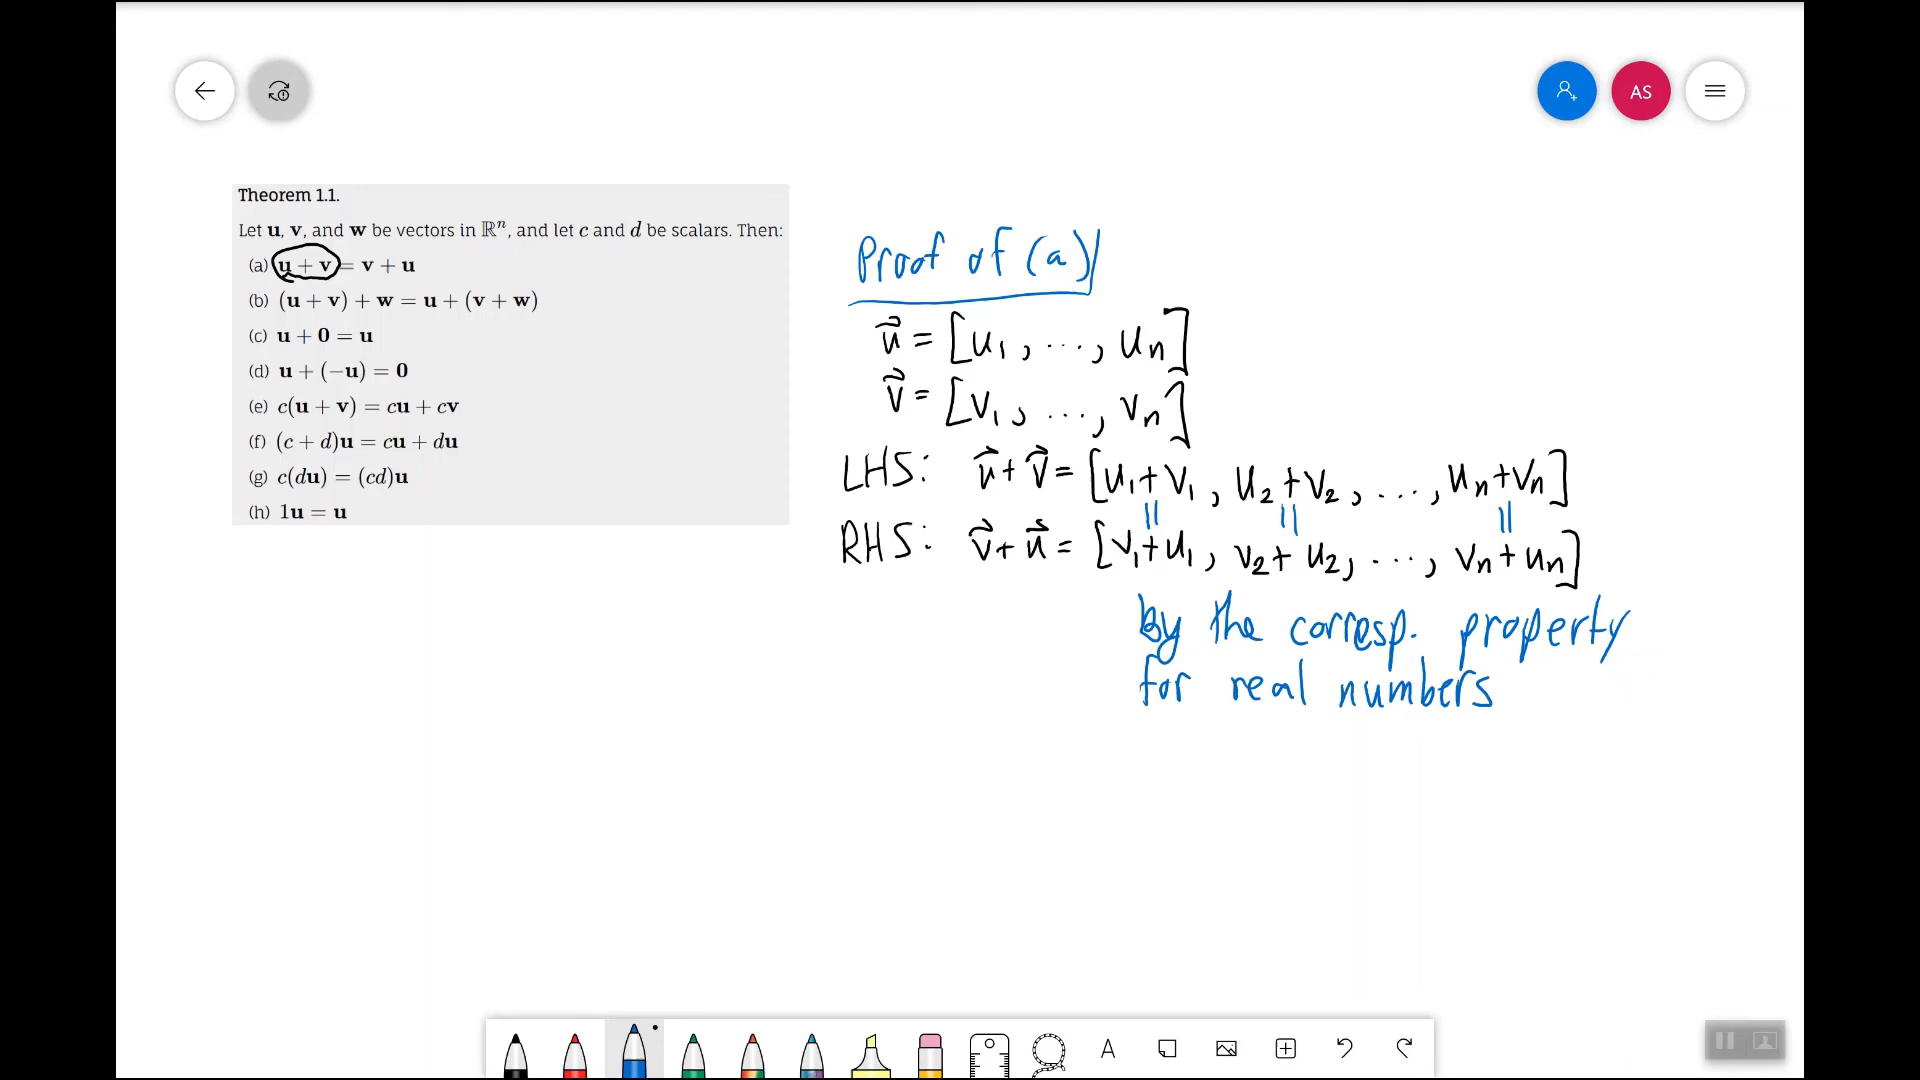 AS
Theorem 1.1.
Let u, v, and w be vectors in ℝⁿ, and let c and d be scalars. Then:
(a) u + v = v + u
(b) (u + v) + w = u + (v + w)
(c) u + 0 = u
(d) u + (−u) = 0
(e) c(u + v) = cu + cv
(f) (c + d)u = cu + du
(g) c(du) = (cd)u
(h) 1u = u
Proof of (a)
u⃗ = [u₁, ..., uₙ]
v⃗ = [v₁, ..., vₙ]
LHS: u⃗ + v⃗ = [u₁+v₁, u₂+v₂, ..., uₙ+vₙ]
|| || ||
RHS: v⃗ + u⃗ = [v₁+u₁, v₂+u₂, ..., vₙ+uₙ]
by the corresp. property
for real numbers
A